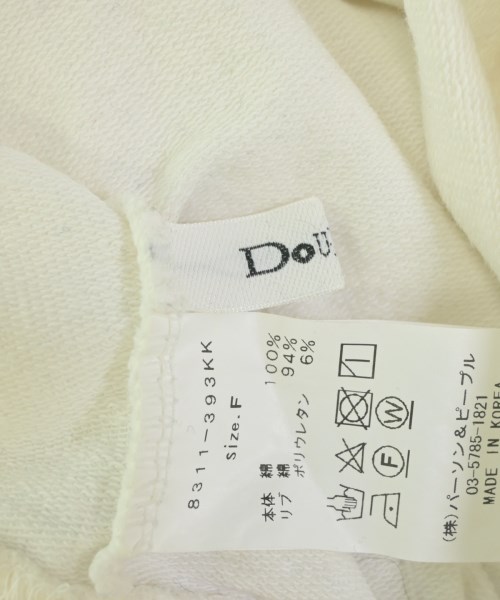 Dou
8311-393KK
Size.F
本体 綿 100%
リブ 綿 94%
ポリウレタン 6%
W
F
(株)パーソン&ピープル
03-5785-1821
MADE IN KOREA